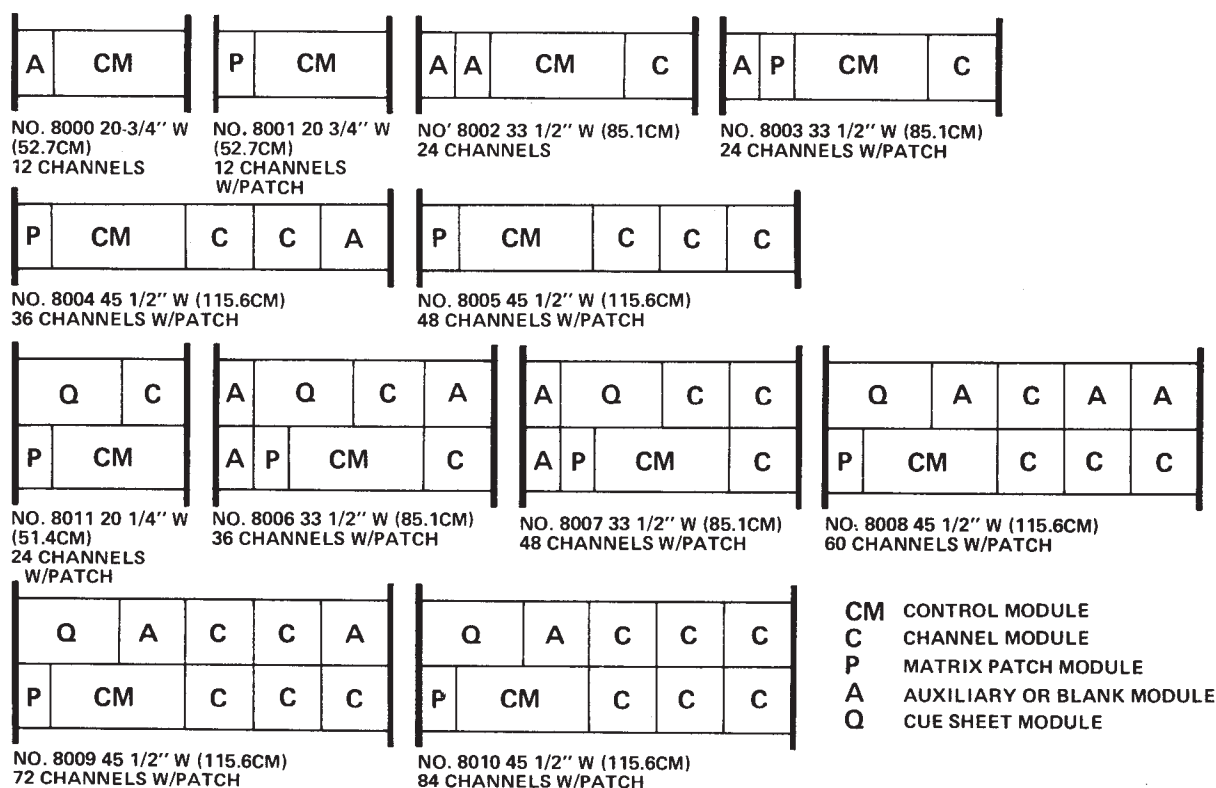 A CM
P CM
A A CM C
A P CM C
NO. 8000 20-3/4" W
(52.7CM)
12 CHANNELS
NO. 8001 20 3/4" W
(52.7CM)
12 CHANNELS
W/PATCH
NO' 8002 33 1/2" W (85.1CM)
24 CHANNELS
NO. 8003 33 1/2" W (85.1CM)
24 CHANNELS W/PATCH
P CM C C A
P CM C C C
NO. 8004 45 1/2" W (115.6CM)
36 CHANNELS W/PATCH
NO. 8005 45 1/2" W (115.6CM)
48 CHANNELS W/PATCH
Q C
P CM
A Q C A
A P CM C
A Q C C
A P CM C
Q A C A A
P CM C C C
NO. 8011 20 1/4" W
(51.4CM)
24 CHANNELS
W/PATCH
NO. 8006 33 1/2" W (85.1CM)
36 CHANNELS W/PATCH
NO. 8007 33 1/2" W (85.1CM)
48 CHANNELS W/PATCH
NO. 8008 45 1/2" W (115.6CM)
60 CHANNELS W/PATCH
Q A C C A
P CM C C C
Q A C C C
P CM C C C
NO. 8009 45 1/2" W (115.6CM)
72 CHANNELS W/PATCH
NO. 8010 45 1/2" W (115.6CM)
84 CHANNELS W/PATCH
CM CONTROL MODULE
C CHANNEL MODULE
P MATRIX PATCH MODULE
A AUXILIARY OR BLANK MODULE
Q CUE SHEET MODULE